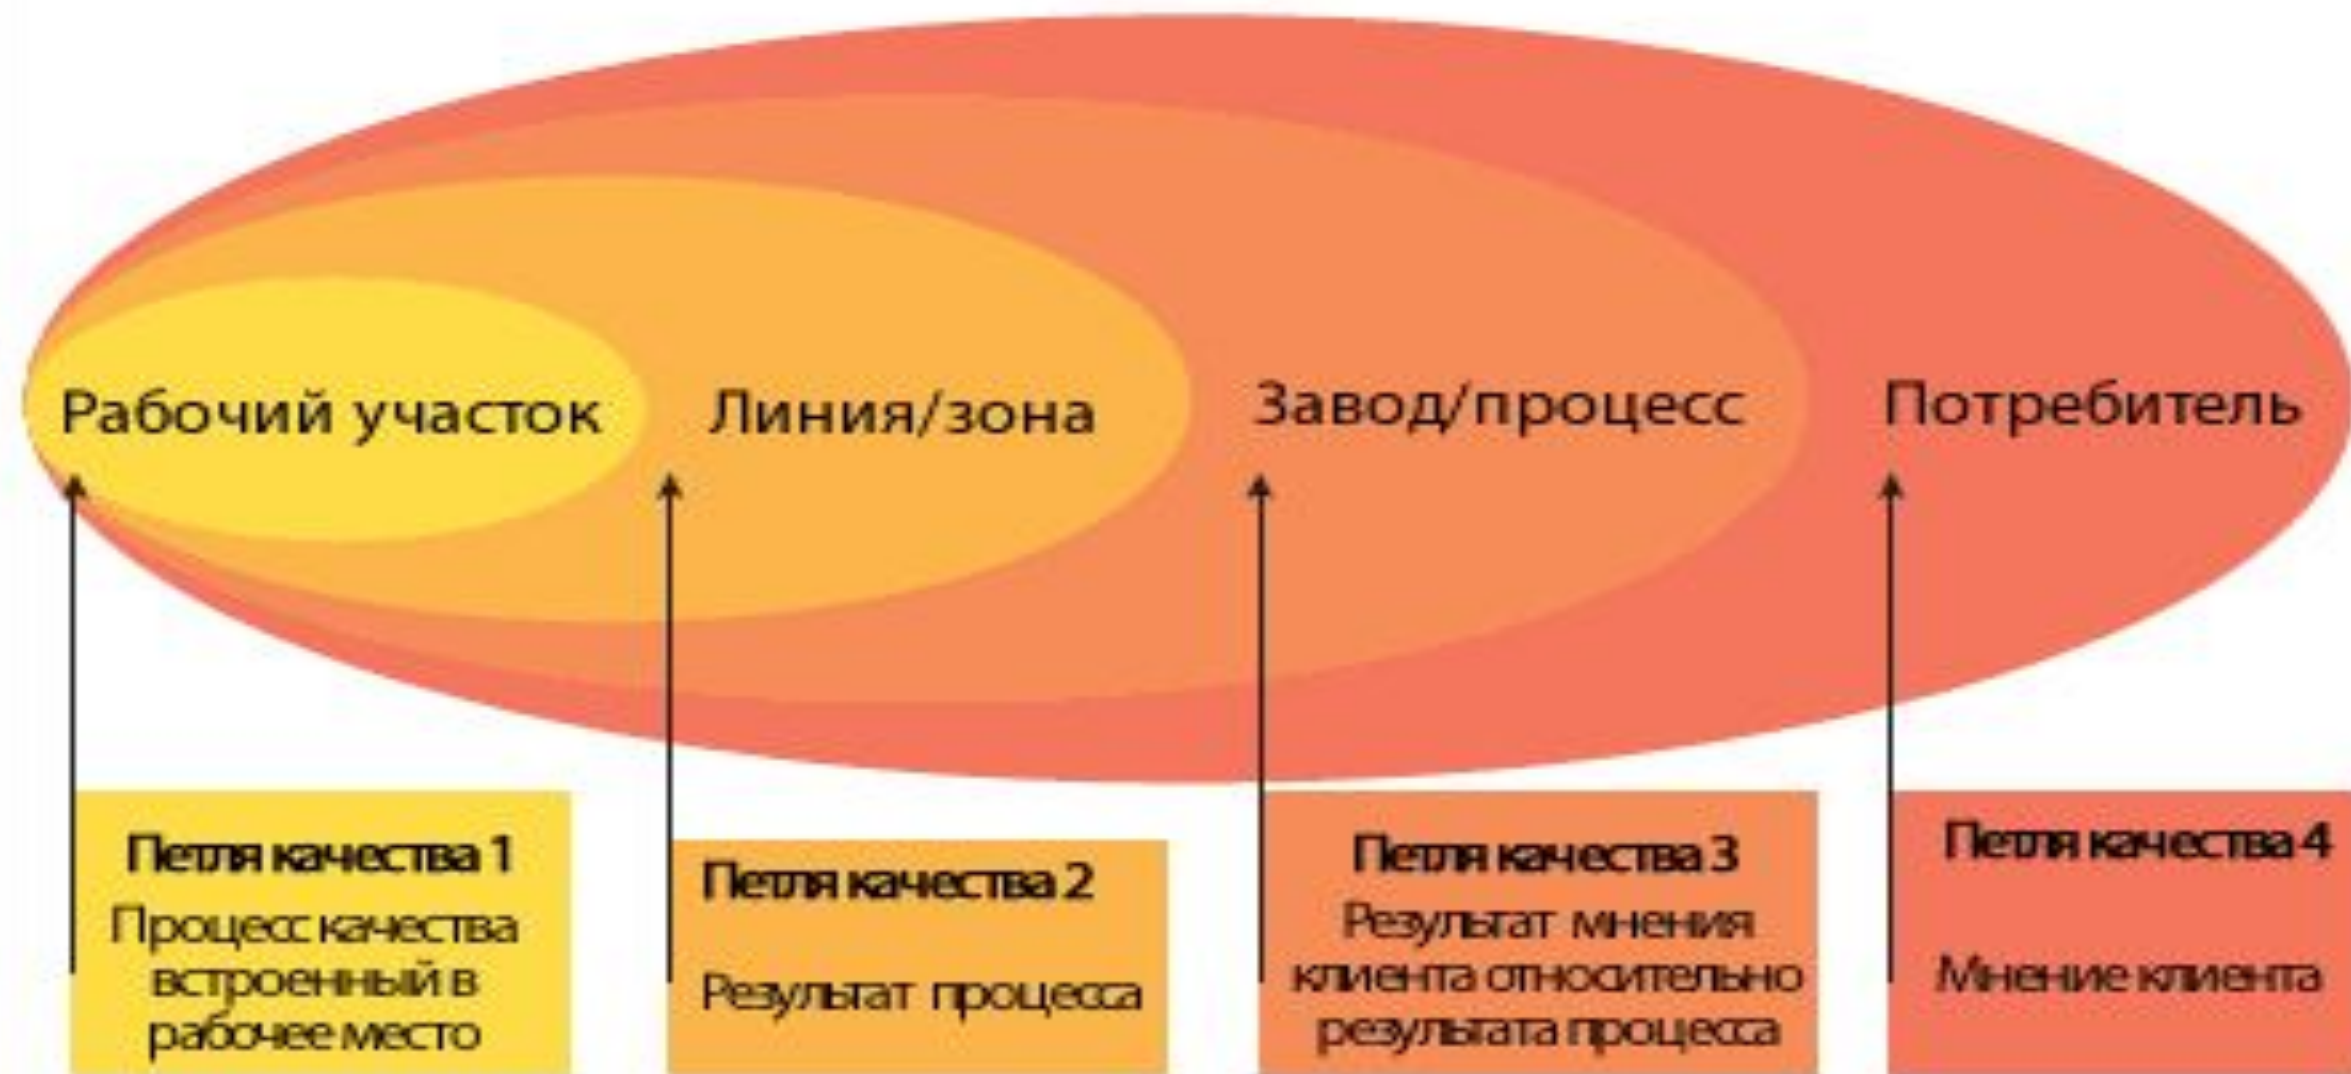 Рабочий участок
Линия/зона
Завод/процесс
Потребитель
Петля качества 1
Процесс качества
встроенный в
рабочее место
Петля качества 2
Результат процесса
Петля качества 3
Результат мнения
клиента относительно
результата процесса
Петля качества 4
Мнение клиента